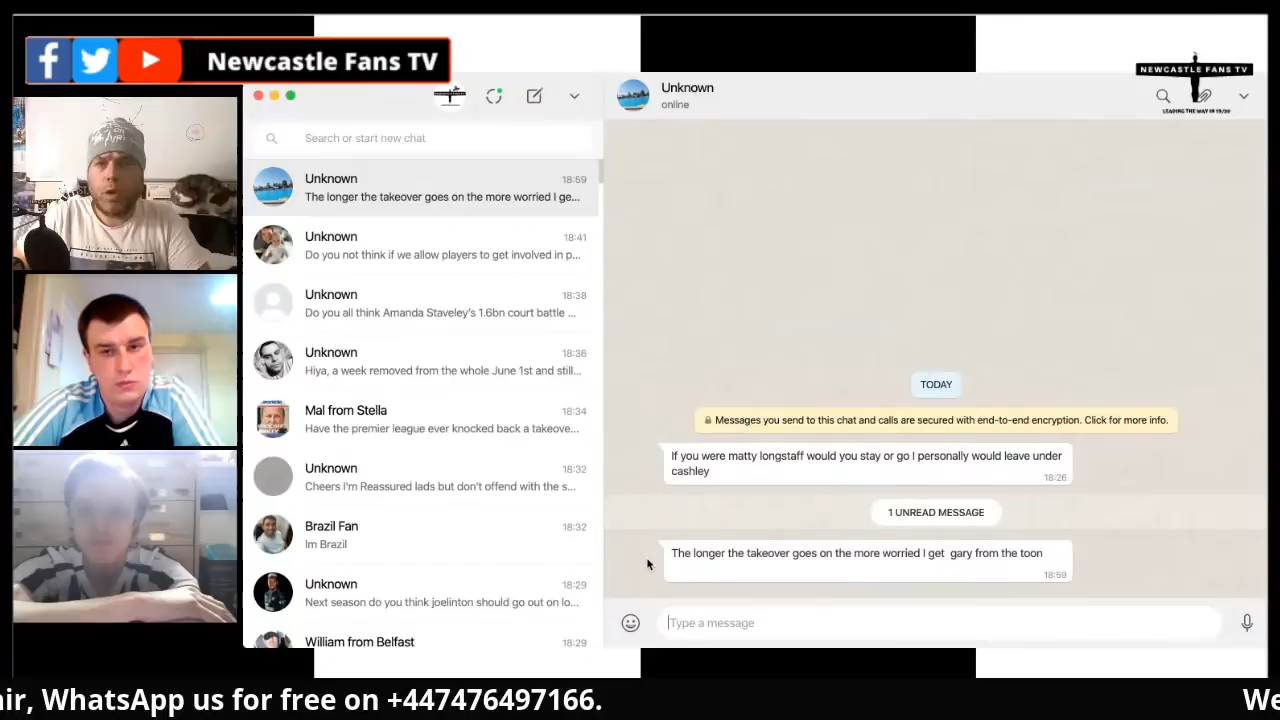 Newcastle Fans TV
NEWCASTLE FANS TV
LEADING THE WAY IN 19/20
Search or start new chat
Unknown
18:59
The longer the takeover goes on the more worried I ge...
Unknown
18:41
Do you not think if we allow players to get involved in p...
Unknown
18:38
Do you all think Amanda Staveley's 1.6bn court battle ...
Unknown
18:36
Hiya, a week removed from the whole June 1st and still...
Mal from Stella
18:34
Have the premier league ever knocked back a takeove...
Unknown
18:32
Cheers I'm Reassured lads but don't offend with the s...
Brazil Fan
18:32
Im Brazil
Unknown
18:29
Next season do you think joelinton should go out on lo...
William from Belfast
18:29
Unknown
online
TODAY
Messages you send to this chat and calls are secured with end-to-end encryption. Click for more info.
If you were matty longstaff would you stay or go I personally would leave under
cashley
18:26
1 UNREAD MESSAGE
The longer the takeover goes on the more worried I get gary from the toon
18:59
Type a message
air, WhatsApp us for free on +447476497166.
We